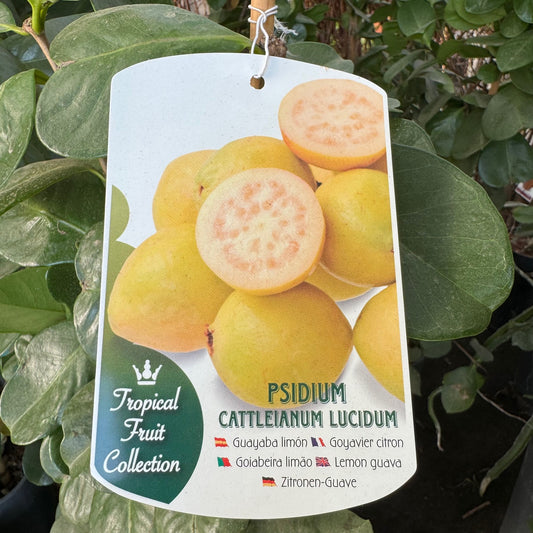 Tropical
Fruit
Collection
PSIDIUM
CATTLEIANUM LUCIDUM
Guayaba limón Goyavier citron
Goiabeira limão Lemon guava
Zitronen-Guave